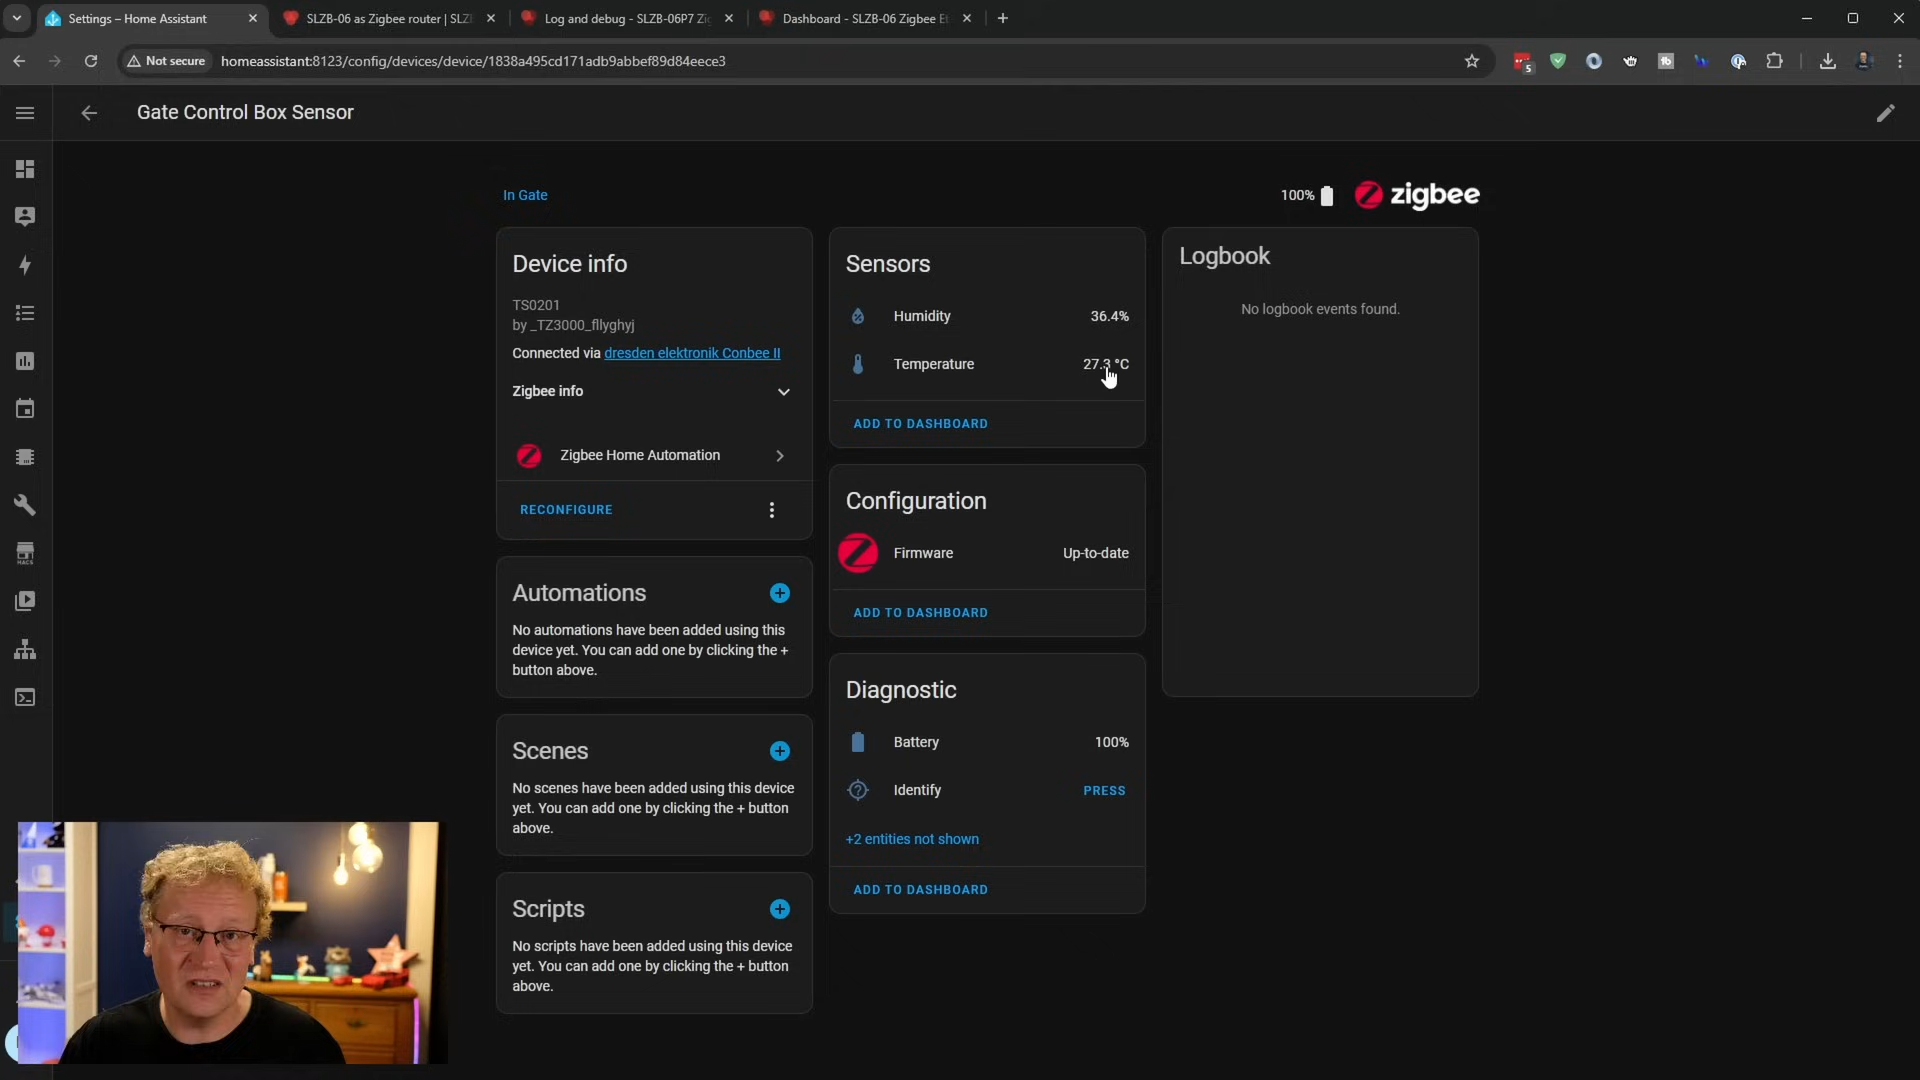 Settings – Home Assistant
SLZB-06 as Zigbee router | SLZ
Log and debug - SLZB-06P7 Zig
Dashboard - SLZB-06 Zigbee Et
Not secure
homeassistant:8123/config/devices/device/1838a495cd171adb9abbef89d84eece3
5
Gate Control Box Sensor
In Gate
100%
zigbee
Device info
TS0201
by _TZ3000_fllyghyj
Connected via dresden elektronik Conbee II
Zigbee info
Zigbee Home Automation
RECONFIGURE
Automations
No automations have been added using this
device yet. You can add one by clicking the +
button above.
Scenes
No scenes have been added using this device
yet. You can add one by clicking the + button
above.
Scripts
No scripts have been added using this device
yet. You can add one by clicking the + button
above.
Sensors
Humidity 36.4%
Temperature 27.3 °C
ADD TO DASHBOARD
Configuration
Firmware Up-to-date
ADD TO DASHBOARD
Diagnostic
Battery 100%
Identify PRESS
+2 entities not shown
ADD TO DASHBOARD
Logbook
No logbook events found.
HACS